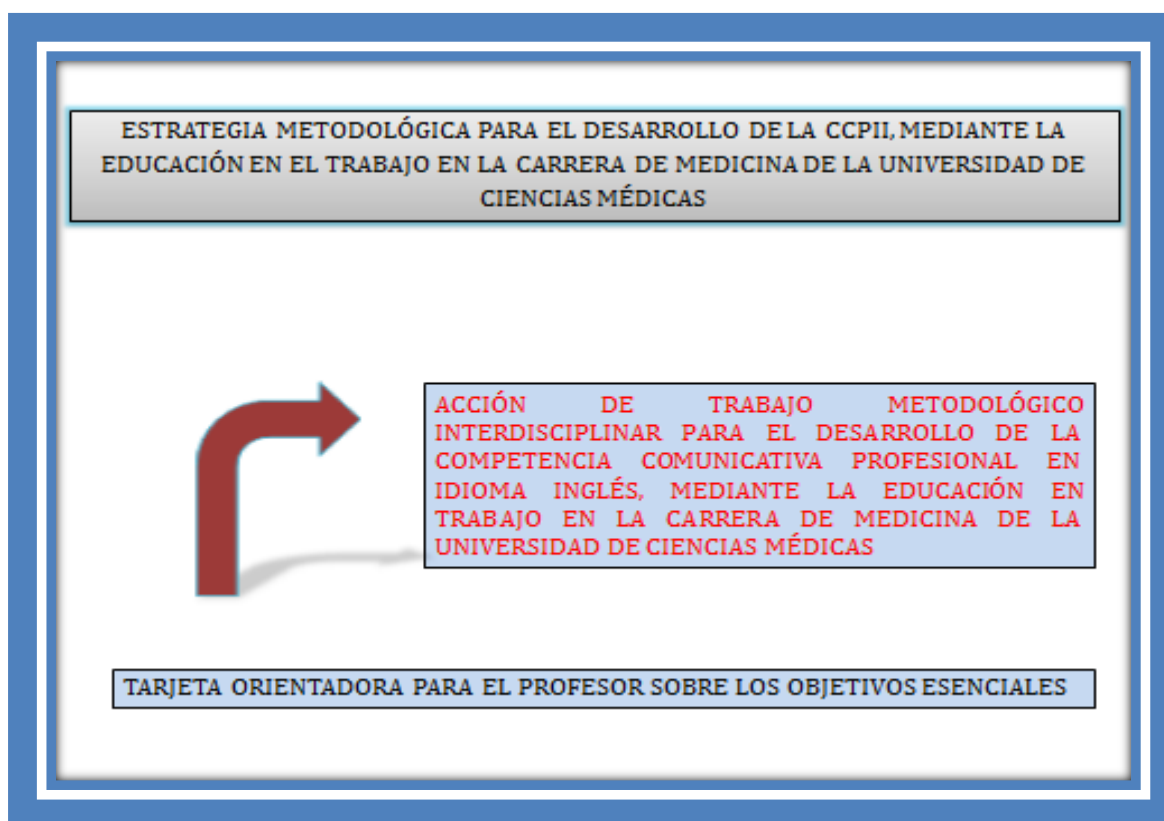 ESTRATEGIA METODOLÓGICA PARA EL DESARROLLO DE LA CCPII, MEDIANTE LA
EDUCACIÓN EN EL TRABAJO EN LA CARRERA DE MEDICINA DE LA UNIVERSIDAD DE
CIENCIAS MÉDICAS
ACCIÓN DE TRABAJO METODOLÓGICO
INTERDISCIPLINAR PARA EL DESARROLLO DE LA
COMPETENCIA COMUNICATIVA PROFESIONAL EN
IDIOMA INGLÉS, MEDIANTE LA EDUCACIÓN EN
TRABAJO EN LA CARRERA DE MEDICINA DE LA
UNIVERSIDAD DE CIENCIAS MÉDICAS
TARJETA ORIENTADORA PARA EL PROFESOR SOBRE LOS OBJETIVOS ESENCIALES